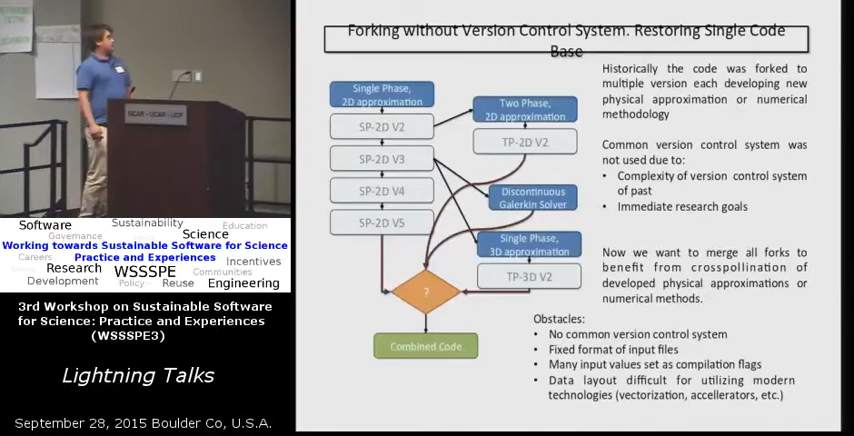 NCAR - UCAR - UCP
Software
Sustainability
Education
Governance
Science
Working towards Sustainable Software for Science
Practice and Experiences
Careers
Incentives
Research
WSSSPE
Communities
Development
Policy
Reuse
Engineering
3rd Workshop on Sustainable Software
for Science: Practice and Experiences
(WSSSPE3)
Lightning Talks
September 28, 2015 Boulder Co, U.S.A.
Forking without Version Control System. Restoring Single Code
Base
Single Phase,
2D approximation
SP-2D V2
SP-2D V3
SP-2D V4
SP-2D V5
Two Phase,
2D approximation
TP-2D V2
Discontinuous
Galerkin Solver
Single Phase,
3D approximation
TP-3D V2
?
Combined Code
Historically the code was forked to
multiple version each developing new
physical approximation or numerical
methodology
Common version control system was
not used due to:
• Complexity of version control system
of past
• Immediate research goals
Now we want to merge all forks to
benefit from crosspollination of
developed physical approximations or
numerical methods.
Obstacles:
• No common version control system
• Fixed format of input files
• Many input values set as compilation flags
• Data layout difficult for utilizing modern
technologies (vectorization, accellerators, etc.)